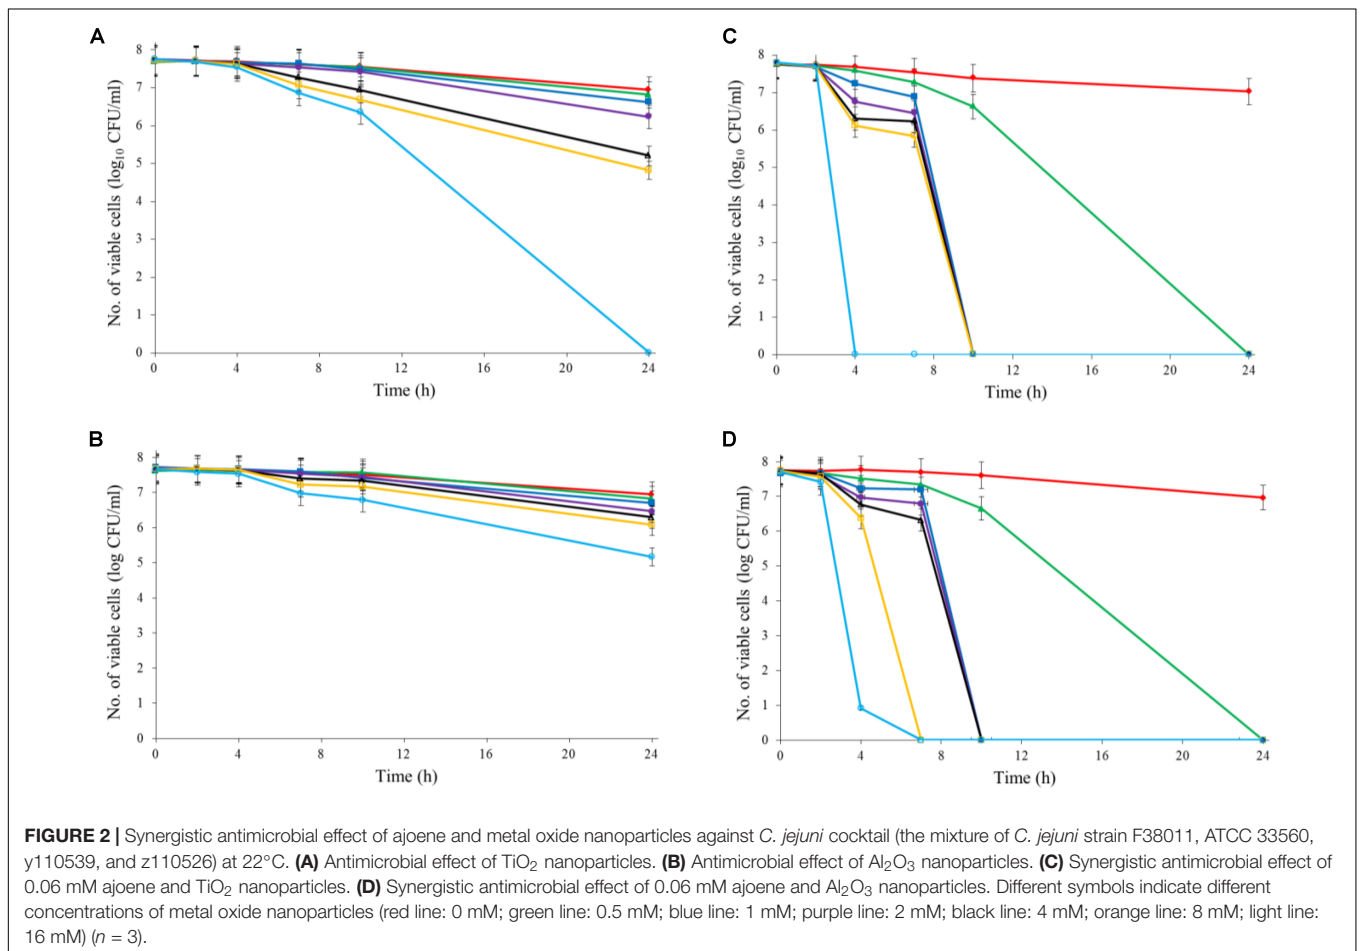 A
8
7
6
5
4
3
2
1
0
No. of viable cells (log10 CFU/ml)
0 4 8 12 16 20 24
Time (h)
C
8
7
6
5
4
3
2
1
0
No. of viable cells (log10 CFU/ml)
0 4 8 12 16 20 24
Time (h)
B
8
7
6
5
4
3
2
1
0
No. of viable cells (log CFU/ml)
0 4 8 12 16 20 24
Time (h)
D
8
7
6
5
4
3
2
1
0
No. of viable cells (log CFU/ml)
0 4 8 12 16 20 24
Time (h)
FIGURE 2 | Synergistic antimicrobial effect of ajoene and metal oxide nanoparticles against C. jejuni cocktail (the mixture of C. jejuni strain F38011, ATCC 33560,
y110539, and z110526) at 22°C. (A) Antimicrobial effect of TiO2 nanoparticles. (B) Antimicrobial effect of Al2O3 nanoparticles. (C) Synergistic antimicrobial effect of
0.06 mM ajoene and TiO2 nanoparticles. (D) Synergistic antimicrobial effect of 0.06 mM ajoene and Al2O3 nanoparticles. Different symbols indicate different
concentrations of metal oxide nanoparticles (red line: 0 mM; green line: 0.5 mM; blue line: 1 mM; purple line: 2 mM; black line: 4 mM; orange line: 8 mM; light line:
16 mM) (n = 3).